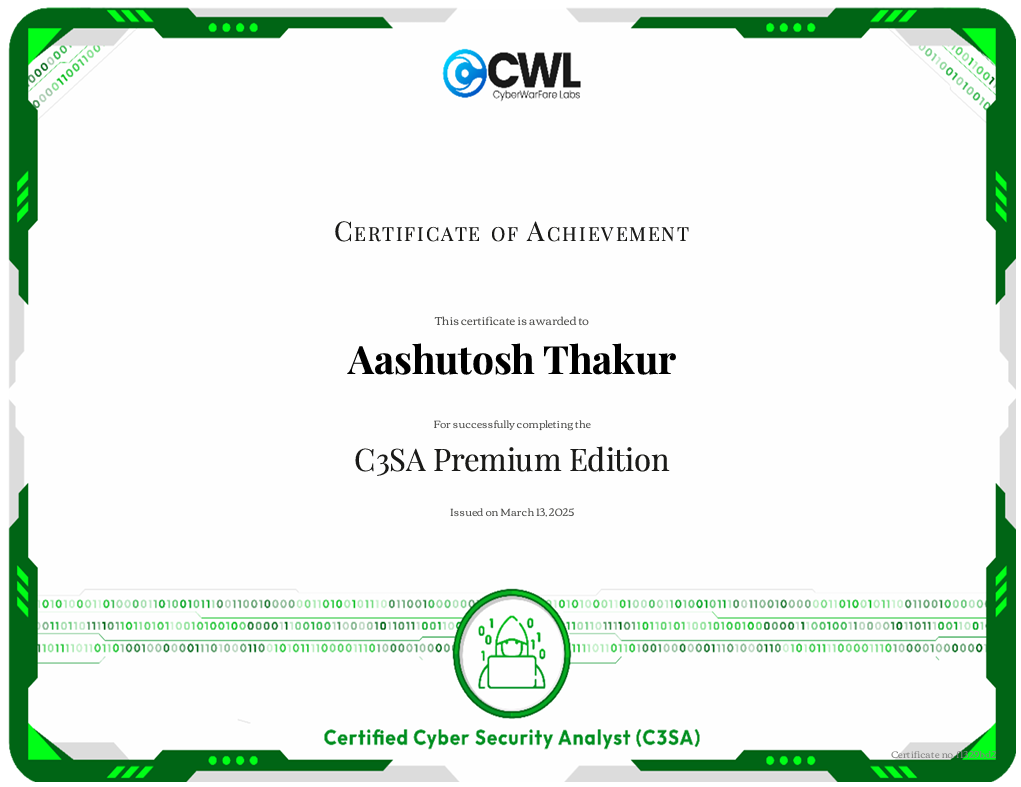 CWL
CyberWarFare Labs
Certificate of Achievement
This certificate is awarded to
Aashutosh Thakur
For successfully completing the
C3SA Premium Edition
Issued on March 13, 2025
Certified Cyber Security Analyst (C3SA)
Certificate no